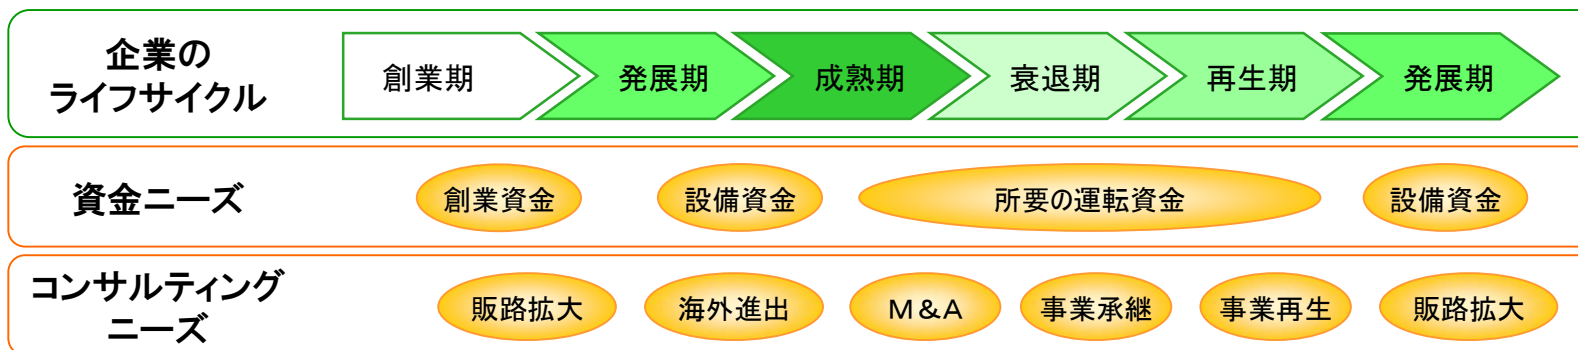 企業の
ライフサイクル
創業期 発展期 成熟期 衰退期 再生期 発展期
資金ニーズ
創業資金 設備資金 所要の運転資金 設備資金
コンサルティング
ニーズ
販路拡大 海外進出 M&A 事業承継 事業再生 販路拡大